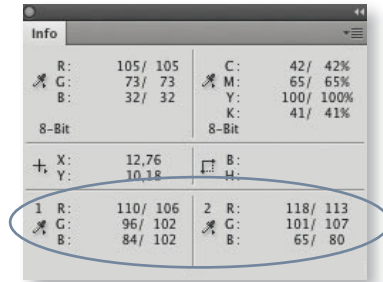 Info
R: 105/ 105 C: 42/ 42%
G: 73/ 73 M: 65/ 65%
B: 32/ 32 Y: 100/ 100%
K: 41/ 41%
8-Bit 8-Bit
X: 12,76 B:
Y: 10,18 H:
1 R: 110/ 106 2 R: 118/ 113
G: 96/ 102 G: 101/ 107
B: 84/ 102 B: 65/ 80